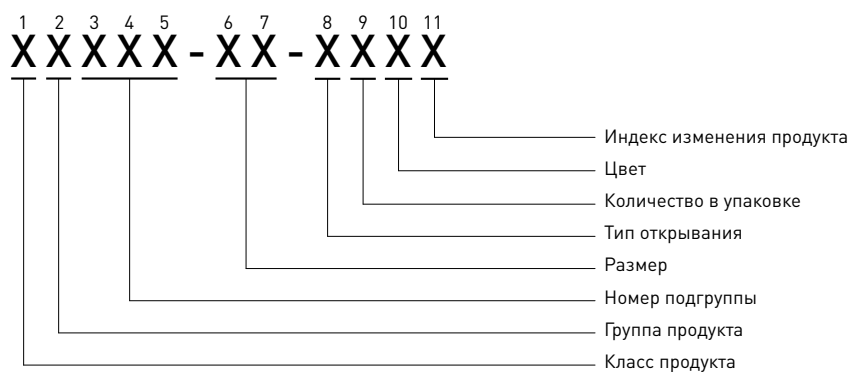 1 2 3 4 5 6 7 8 9 10 11
X X X X X - X X - X X X X
Индекс изменения продукта
Цвет
Количество в упаковке
Тип открывания
Размер
Номер подгруппы
Группа продукта
Класс продукта